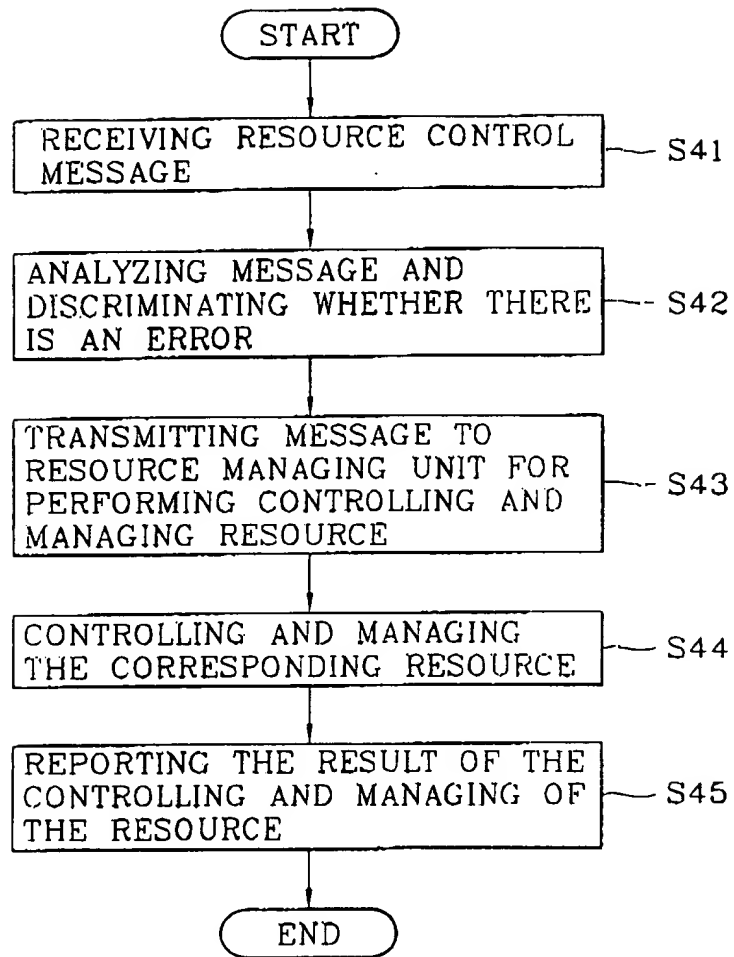 START
RECEIVING RESOURCE CONTROL
MESSAGE
S41
ANALYZING MESSAGE AND
DISCRIMINATING WHETHER THERE
IS AN ERROR
S42
TRANSMITTING MESSAGE TO
RESOURCE MANAGING UNIT FOR
PERFORMING CONTROLLING AND
MANAGING RESOURCE
S43
CONTROLLING AND MANAGING
THE CORRESPONDING RESOURCE
S44
REPORTING THE RESULT OF THE
CONTROLLING AND MANAGING OF
THE RESOURCE
S45
END